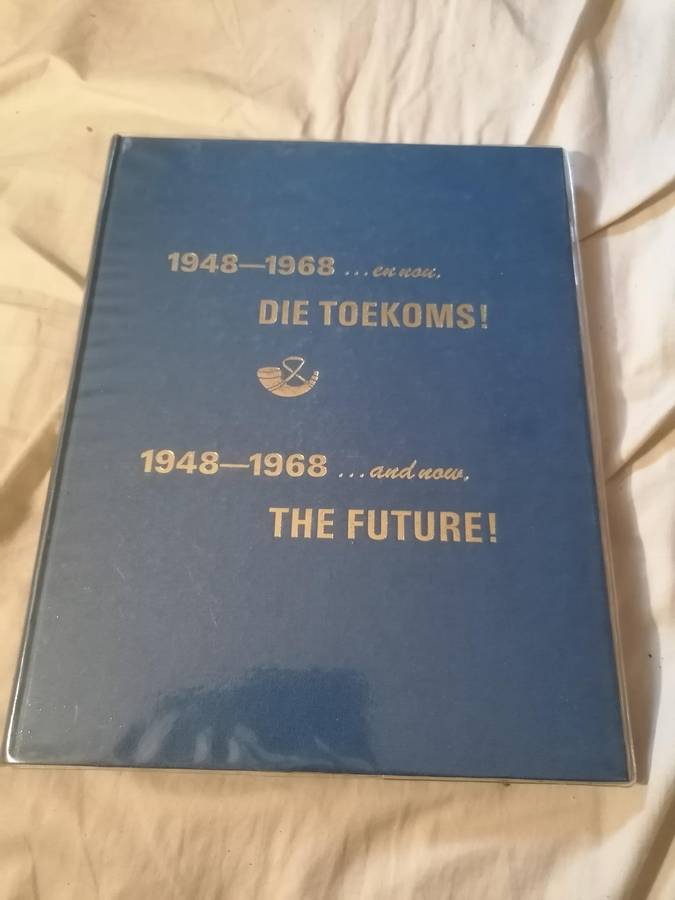 1948—1968 ...en nou,
DIE TOEKOMS!
1948—1968 ...and now,
THE FUTURE!